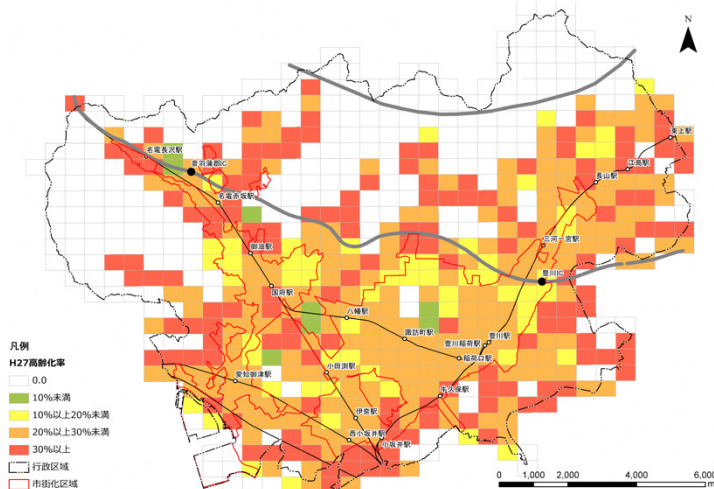 N
東上駅
江島駅
長山駅
名電長沢駅
音羽蒲郡IC
名電赤坂駅
御油駅
三河一宮駅
豊川IC
国府駅
八幡駅
諏訪町駅
豊川稲荷駅
豊川駅
稲荷口駅
小田渕駅
愛知御津駅
牛久保駅
伊奈駅
西小坂井駅
小坂井駅
凡例
H27高齢化率
0.0
10%未満
10%以上20%未満
20%以上30%未満
30%以上
行政区域
市街化区域
0 1,000 2,000 4,000 6,000
m